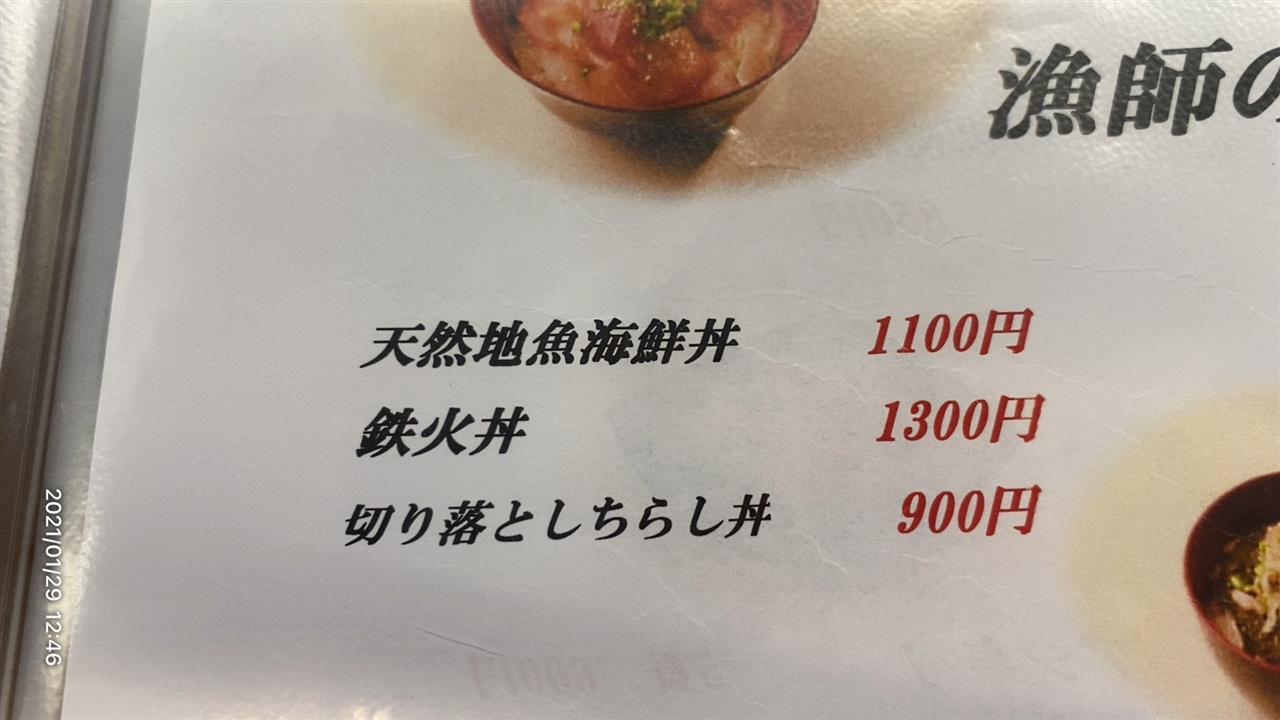 漁師の
天然地魚海鮮丼 1100円
鉄火丼 1300円
切り落としちらし丼 900円
2021/01/29 12:46